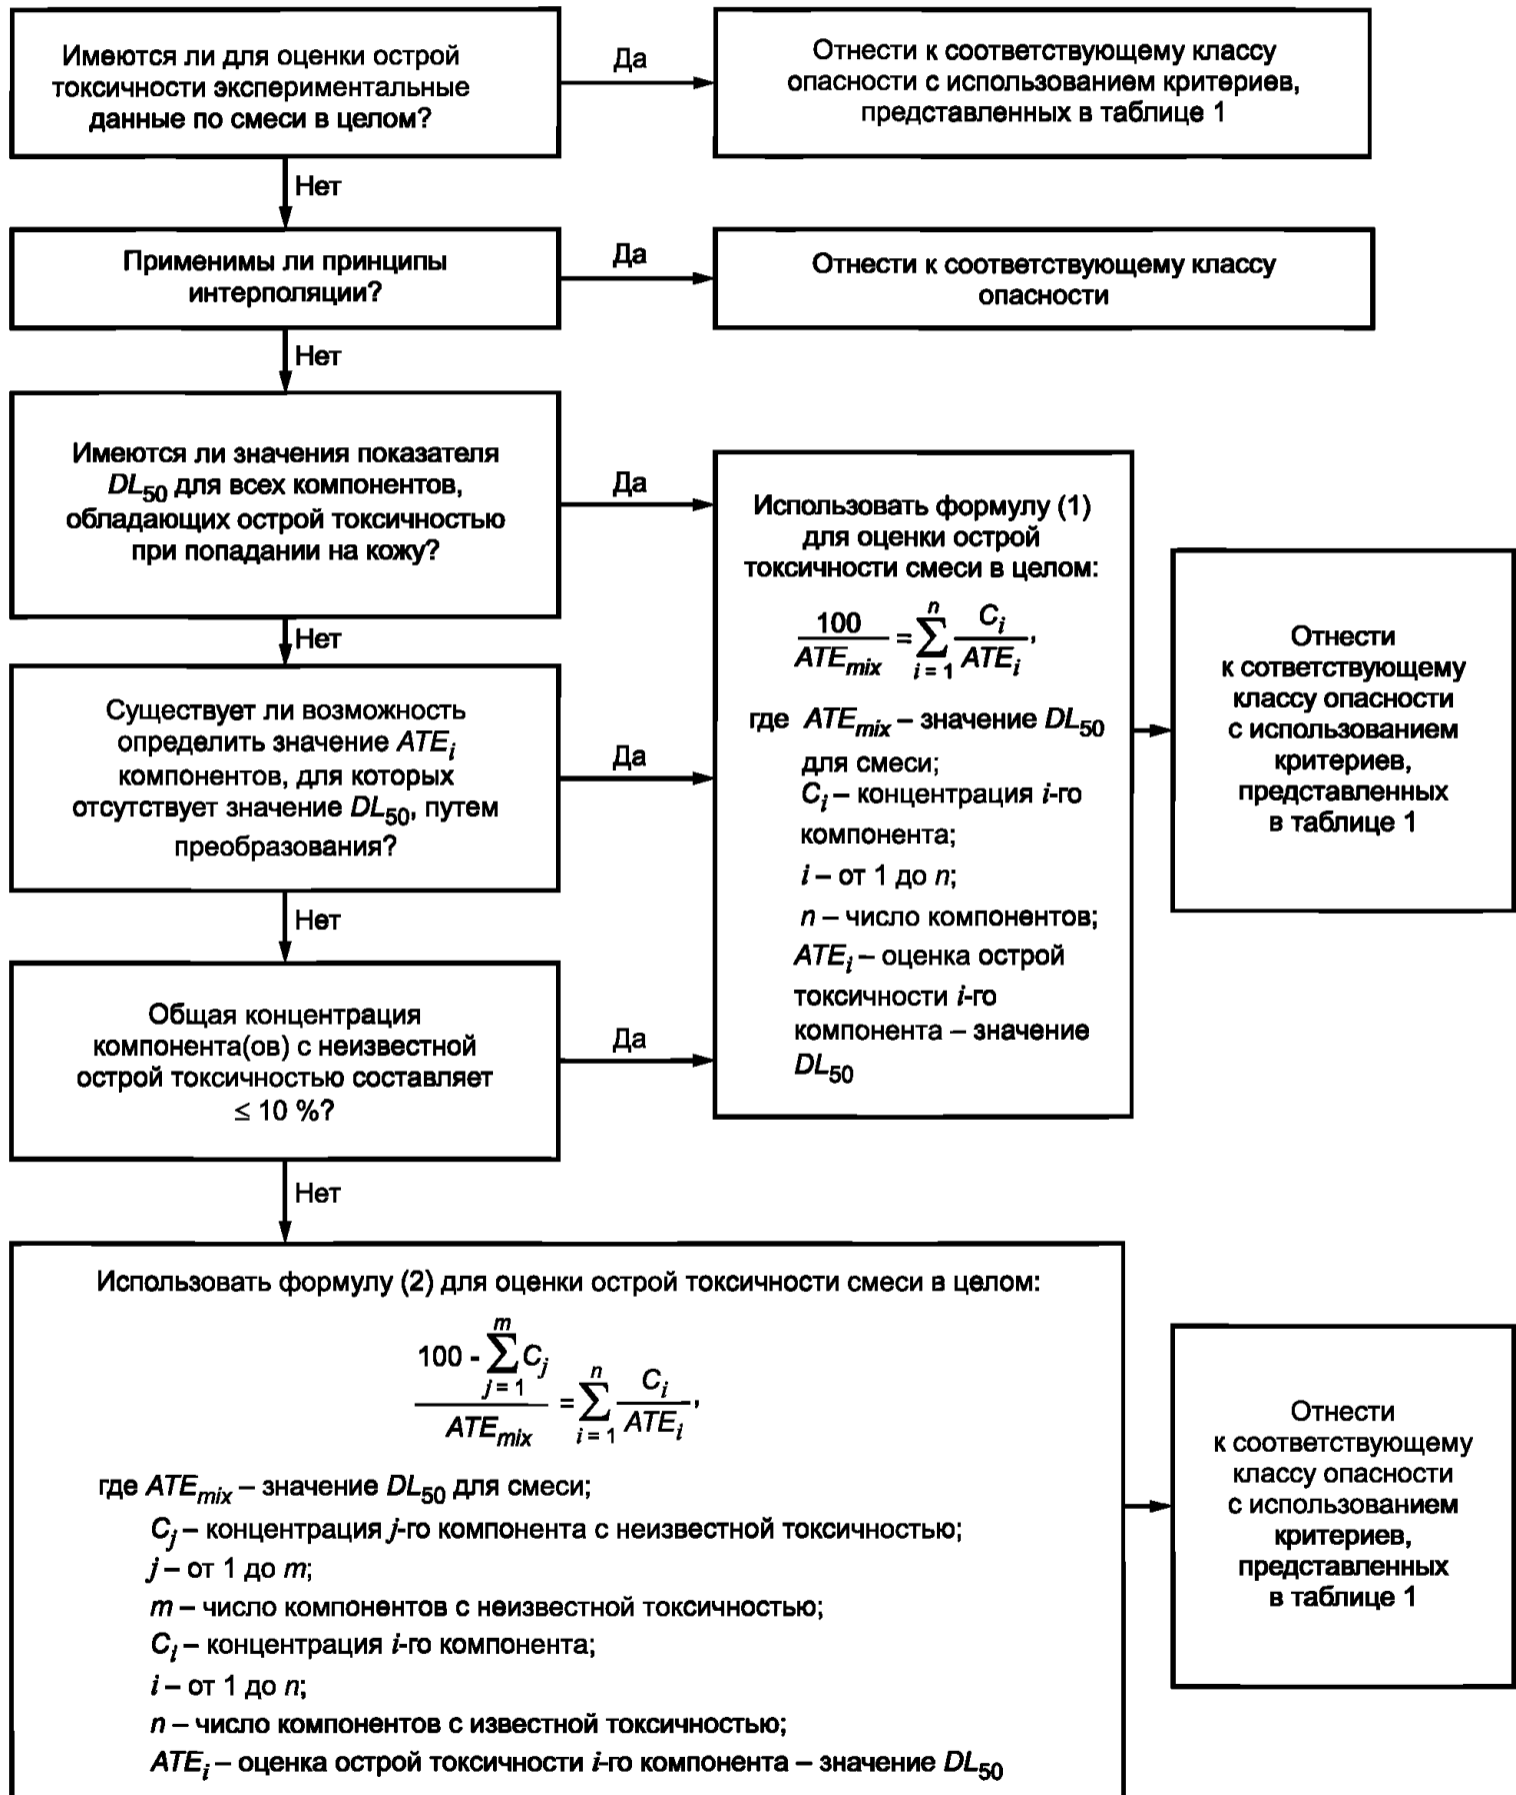 Имеются ли для оценки острой
токсичности экспериментальные
данные по смеси в целом?
Да
Отнести к соответствующему классу
опасности с использованием критериев,
представленных в таблице 1
Нет
Применимы ли принципы
интерполяции?
Да
Отнести к соответствующему классу
опасности
Нет
Имеются ли значения показателя
DL50 для всех компонентов,
обладающих острой токсичностью
при попадании на кожу?
Да
Нет
Существует ли возможность
определить значение ATEi
компонентов, для которых
отсутствует значение DL50, путем
преобразования?
Да
Нет
Общая концентрация
компонента(ов) с неизвестной
острой токсичностью составляет
≤ 10 %?
Да
Нет
Использовать формулу (1)
для оценки острой
токсичности смеси в целом:
100 / ATEmix = ∑ i = 1 n Ci / ATEi,
где ATEmix – значение DL50
для смеси;
Ci – концентрация i-го
компонента;
i – от 1 до n;
n – число компонентов;
ATEi – оценка острой
токсичности i-го
компонента – значение
DL50
Отнести
к сответствующему
классу опасности
с использованием
критериев,
представленных
в таблице 1
Использовать формулу (2) для оценки острой токсичности смеси в целом:
100 - ∑ j = 1 m Cj / ATEmix = ∑ i = 1 n Ci / ATEi,
где ATEmix – значение DL50 для смеси;
Cj – концентрация j-го компонента с неизвестной токсичностью;
j – от 1 до m;
m – число компонентов с неизвестной токсичностью;
Ci – концентрация i-го компонента;
i – от 1 до n;
n – число компонентов с известной токсичностью;
ATEi – оценка острой токсичности i-го компонента – значение DL50
Отнести
к соответствующему
классу опасности
с использованием
критериев,
представленных
в таблице 1